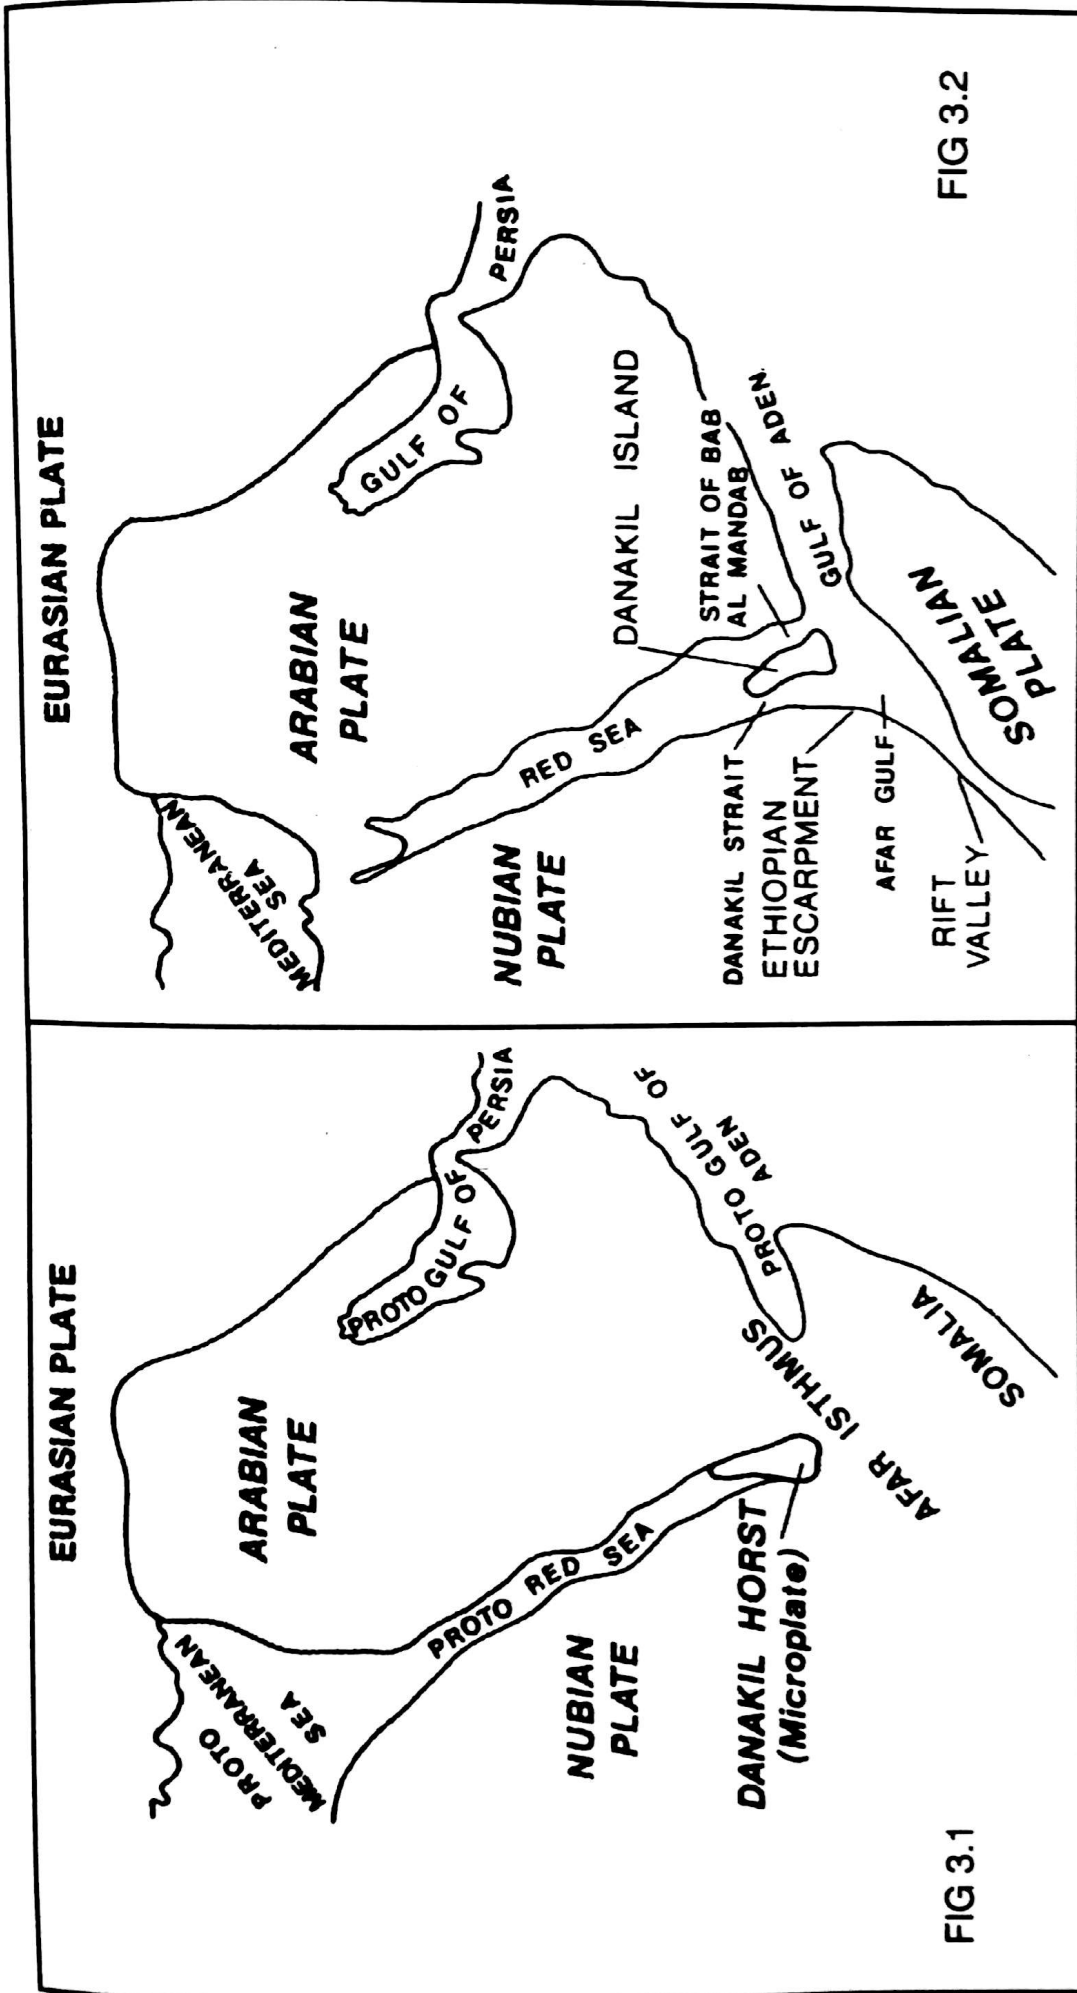 EURASIAN PLATE
PROTO
MEDITERRANEAN
SEA
ARABIAN
PLATE
PROTO GULF OF
PERSIA
PROTO RED SEA
NUBIAN
PLATE
PROTO GULF OF
ADEN
DANAKIL HORST
(Microplate)
AFAR ISTHMUS
SOMALIA
FIG 3.1
EURASIAN PLATE
MEDITERRANEAN
SEA
ARABIAN
PLATE
GULF OF
PERSIA
RED SEA
NUBIAN
PLATE
DANAKIL ISLAND
STRAIT OF BAB
AL MANDAB
GULF OF ADEN.
DANAKIL STRAIT
ETHIOPIAN
ESCARPMENT
AFAR GULF
RIFT
VALLEY
SOMALIAN
PLATE
FIG 3.2